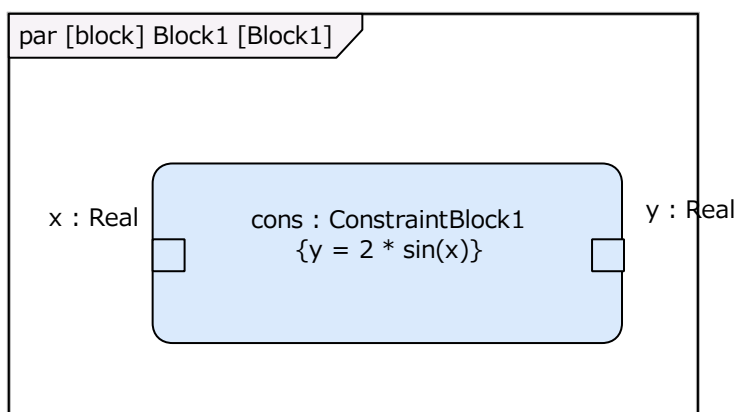 par [block] Block1 [Block1]
x : Real
cons : ConstraintBlock1
{y = 2 * sin(x)}
y : Real